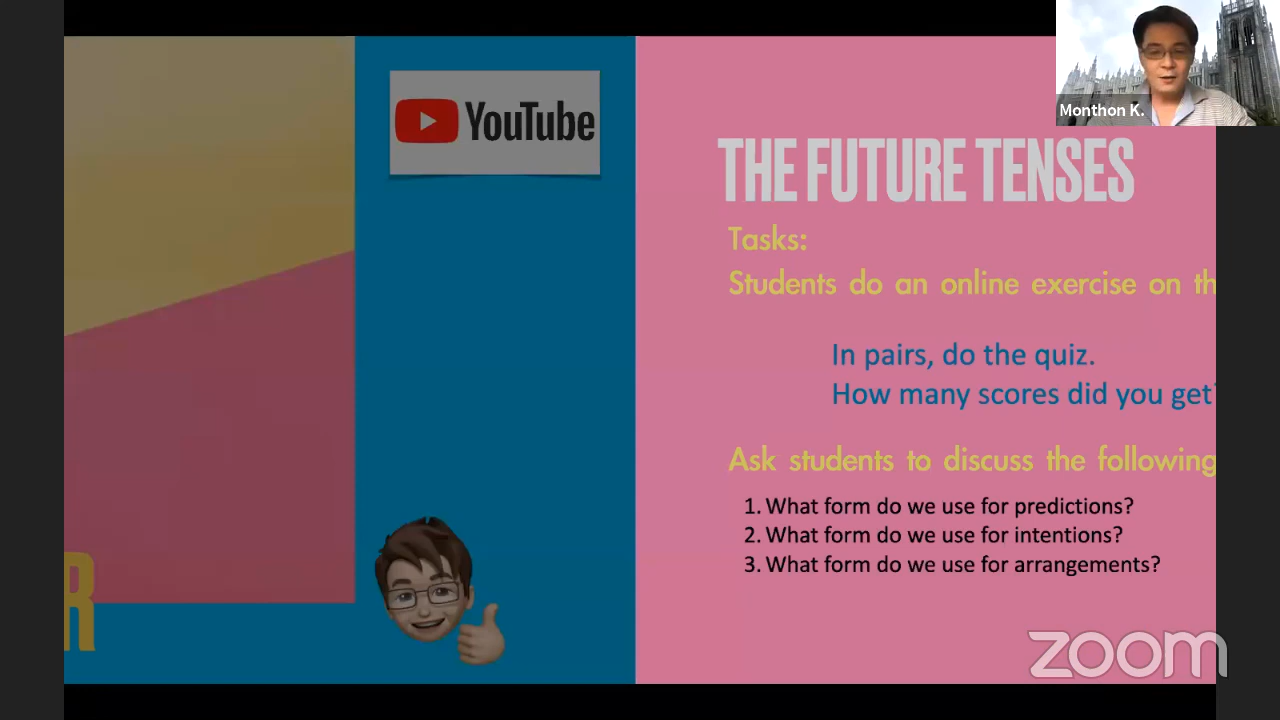 YouTube
Monthon K.
THE FUTURE TENSES
Tasks:
Students do an online exercise on th
In pairs, do the quiz.
How many scores did you get
Ask students to discuss the following
1. What form do we use for predictions?
2. What form do we use for intentions?
3. What form do we use for arrangements?
R
zoom